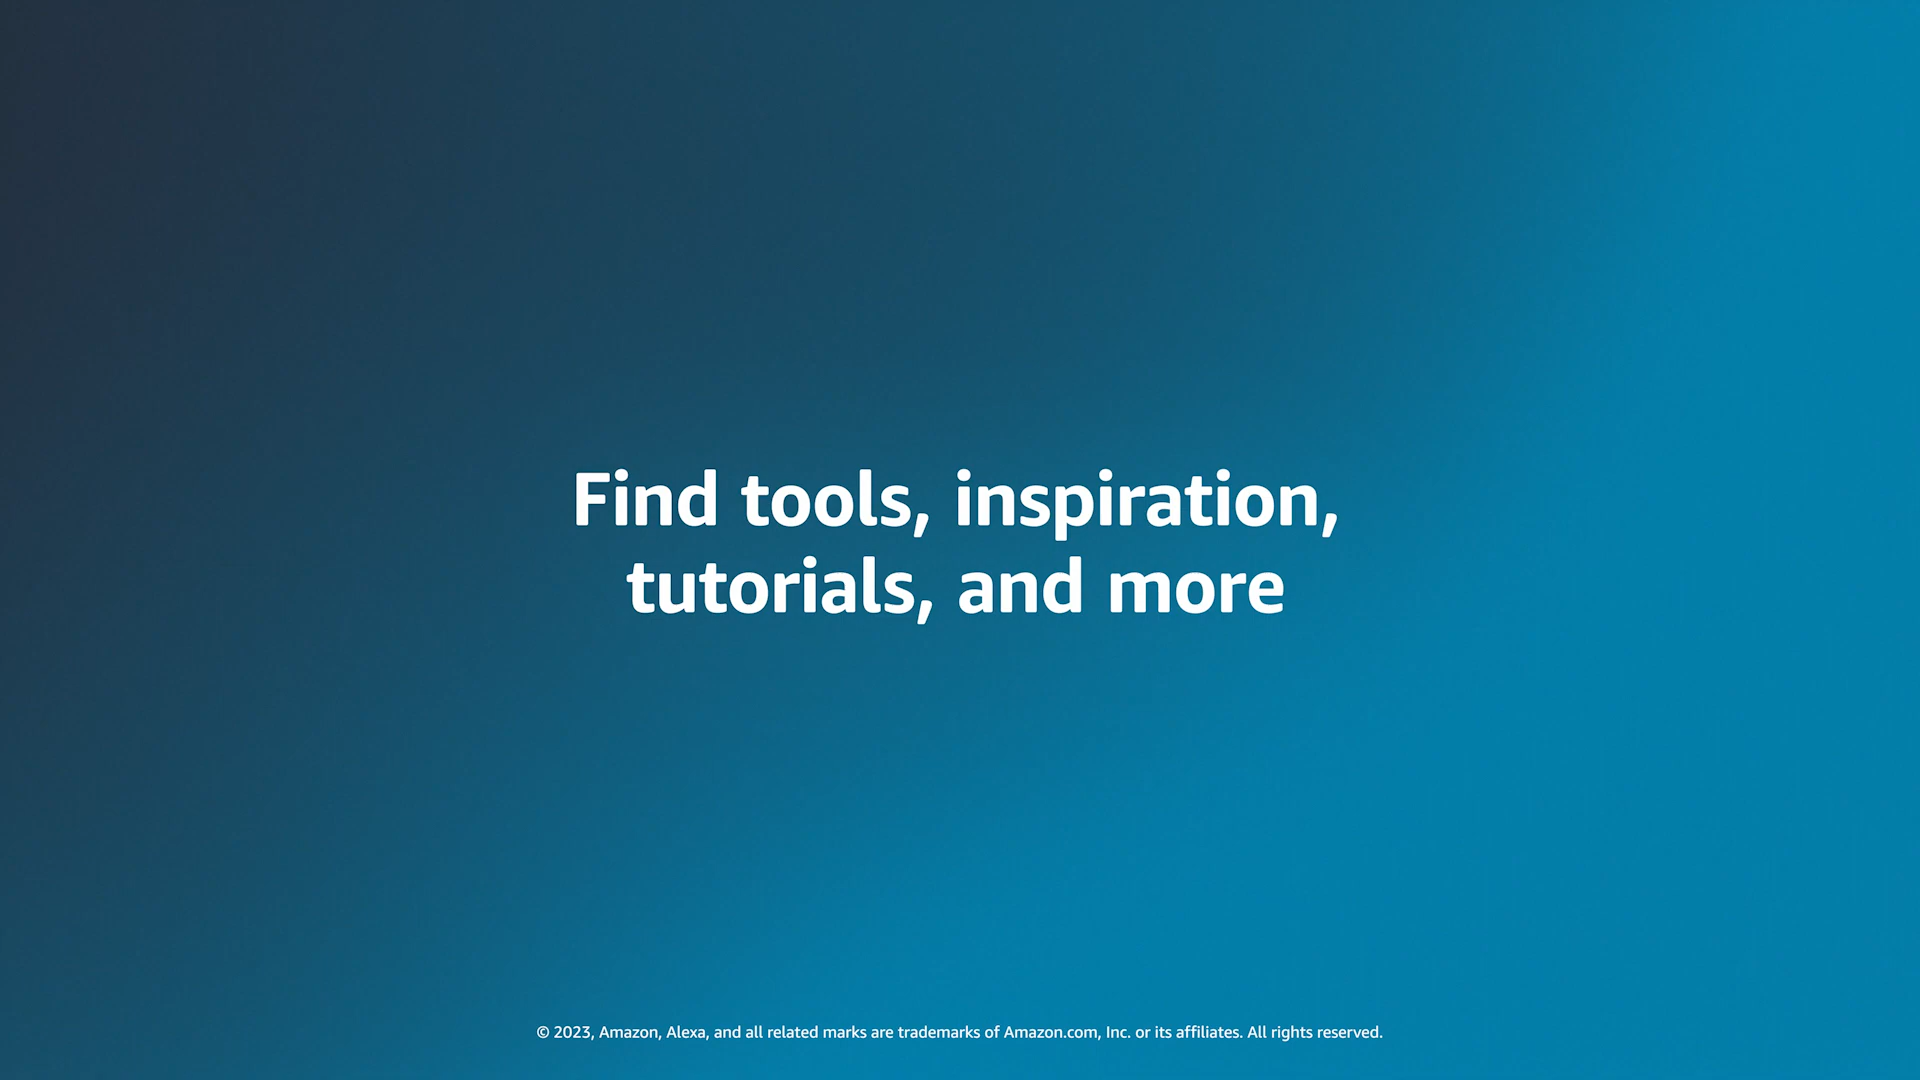 Find tools, inspiration,
tutorials, and more
© 2023, Amazon, Alexa, and all related marks are trademarks of Amazon.com, Inc. or its affiliates. All rights reserved.